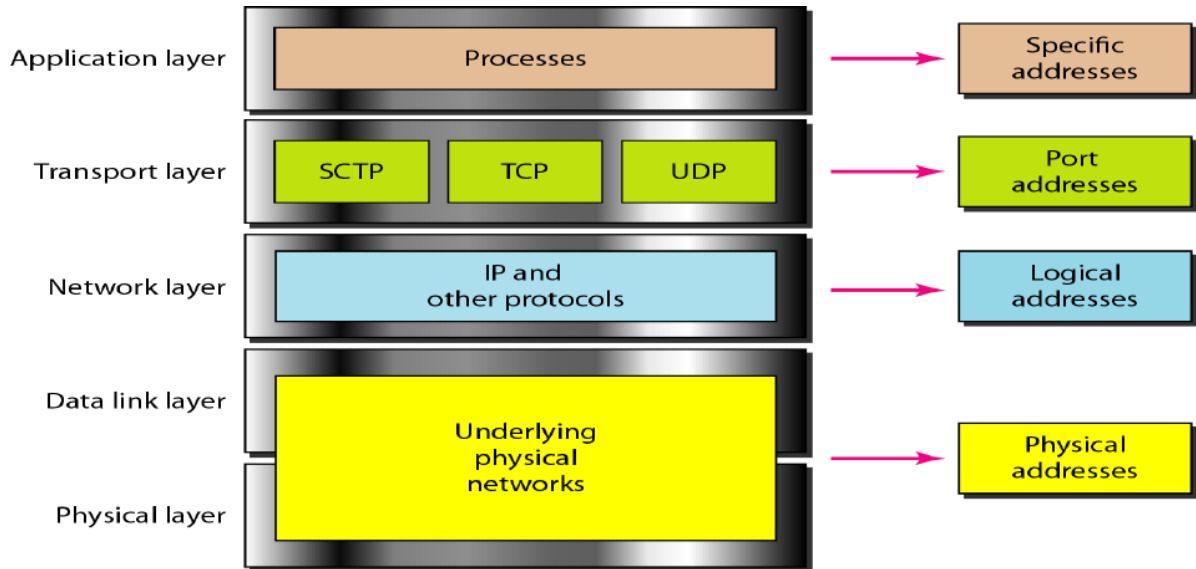 Application layer
Processes
Specific
addresses
Transport layer
SCTP
TCP
UDP
Port
addresses
Network layer
IP and
other protocols
Logical
addresses
Data link layer
Underlying
physical
networks
Physical
addresses
Physical layer